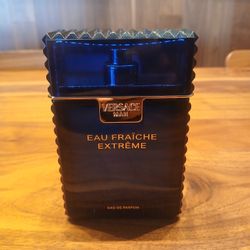 VERSACE
MAN
EAU FRAÎCHE
EXTRÊME
EAU DE PARFUM